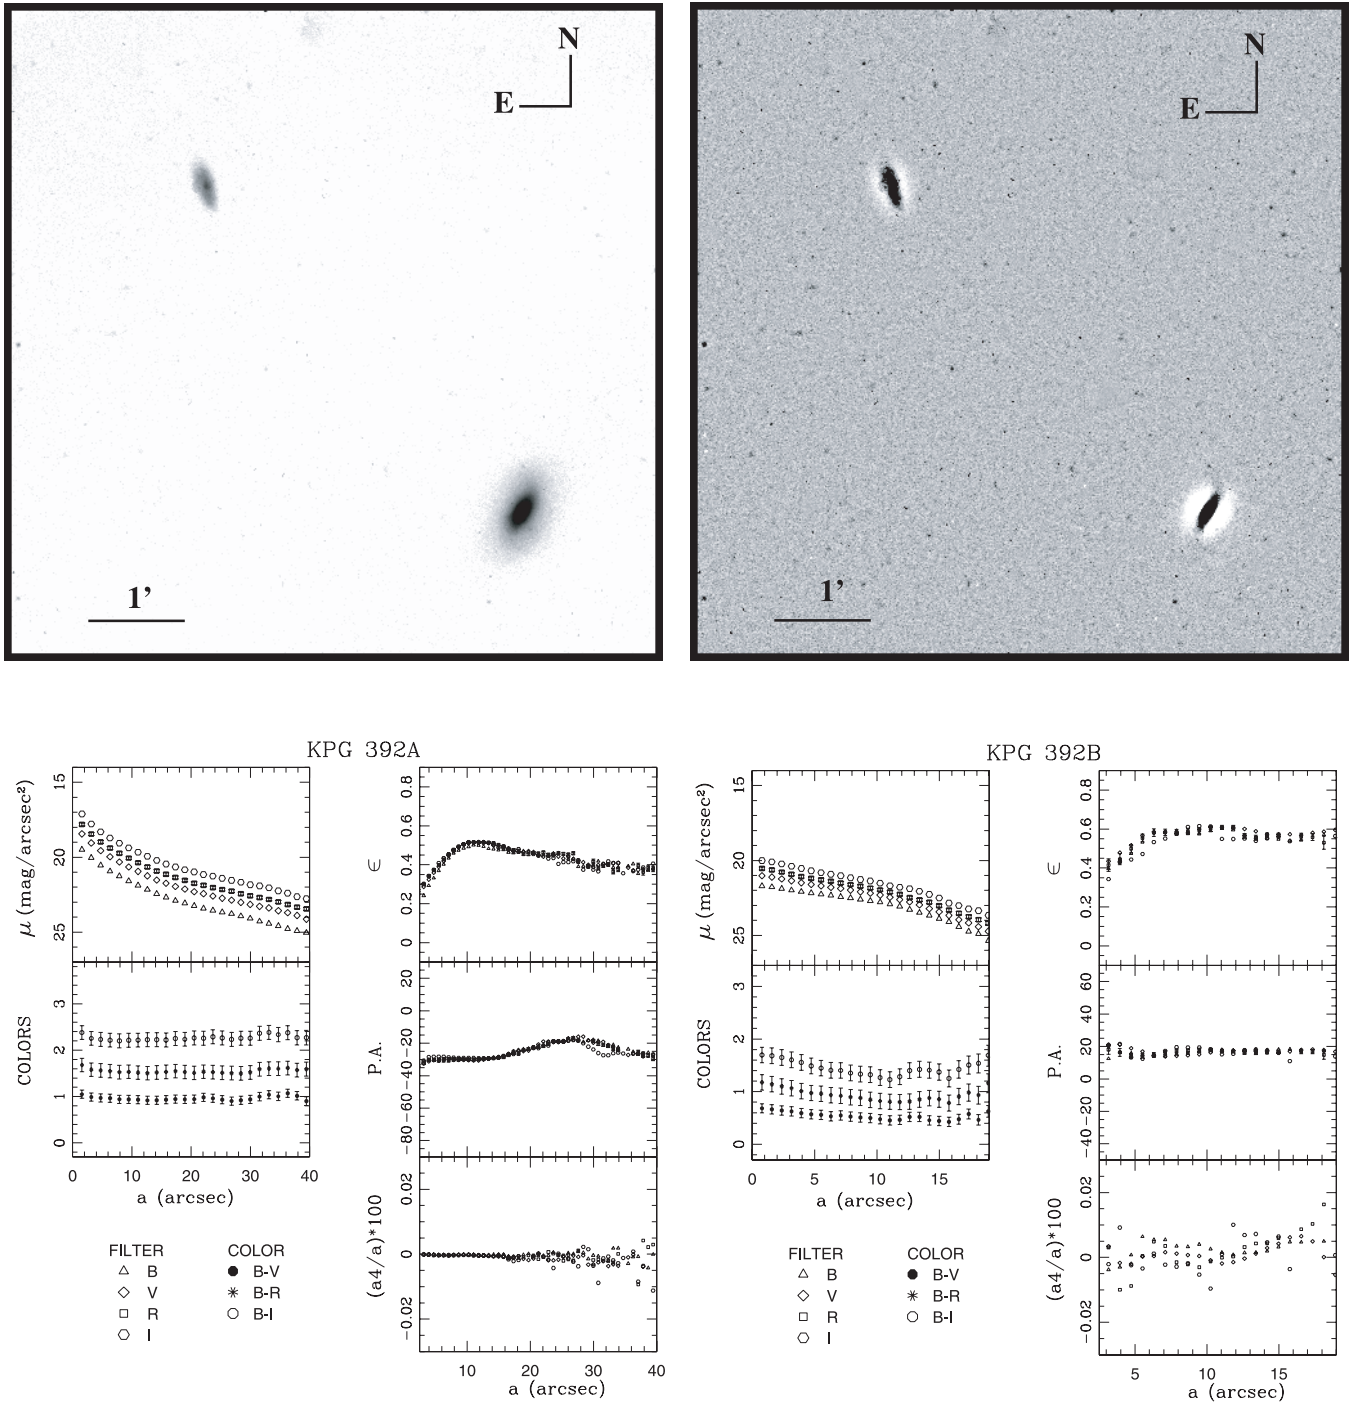 N
E
1’
N
E
1’
KPG 392A
μ (mag/arcsec²)
15
20
25
COLORS
3
2
1
0
0 10 20 30 40
a (arcsec)
ϵ
0.8
0.6
0.4
0.2
0
P.A.
20
0
−20
−40
−60
−80
(a4/a)*100
0.02
0
−0.02
10 20 30 40
a (arcsec)
FILTER
△ B
◇ V
□ R
⬡ I
COLOR
● B-V
✳ B-R
○ B-I
KPG 392B
μ (mag/arcsec²)
15
20
25
COLORS
3
2
1
0
0 5 10 15
a (arcsec)
ϵ
0.8
0.6
0.4
0.2
0
P.A.
60
40
20
0
−20
−40
(a4/a)*100
0.02
0
−0.02
5 10 15
a (arcsec)
FILTER
△ B
◇ V
□ R
⬡ I
COLOR
● B-V
✳ B-R
○ B-I